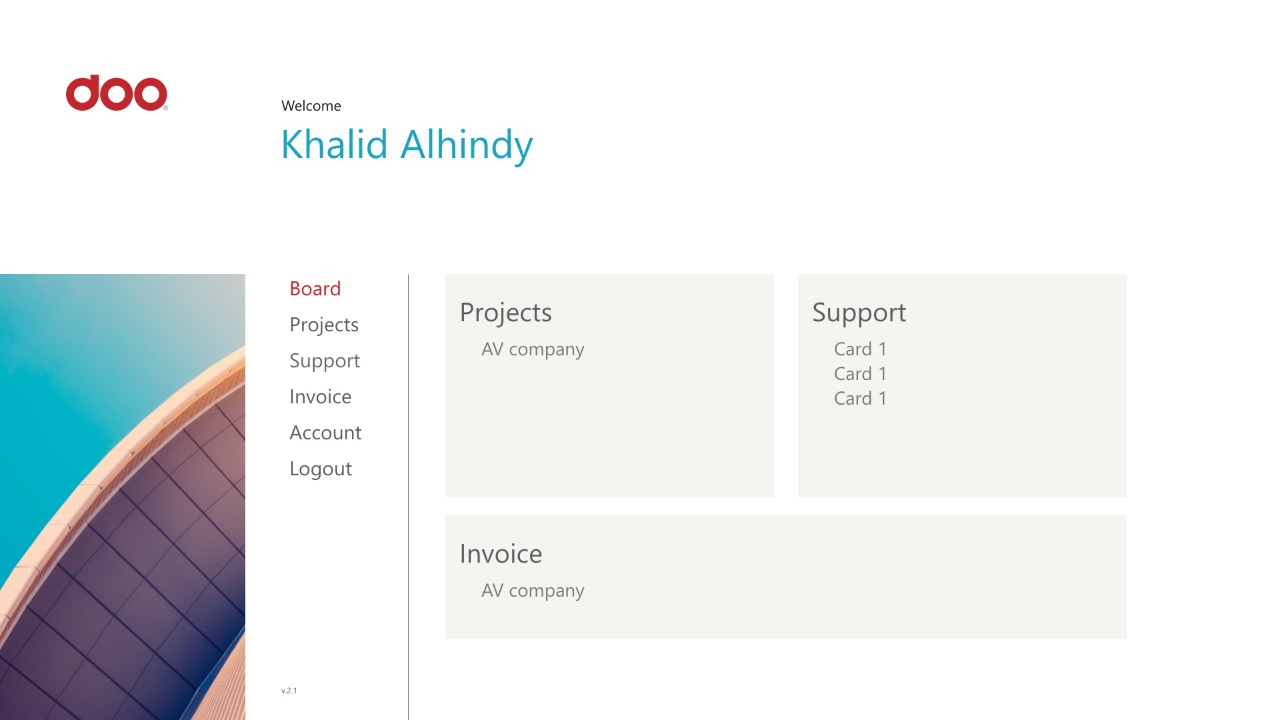 doo
Welcome
Khalid Alhindy
Board
Projects
Support
Invoice
Account
Logout
Projects
AV company
Support
Card 1
Card 1
Card 1
Invoice
AV company
v.2.1